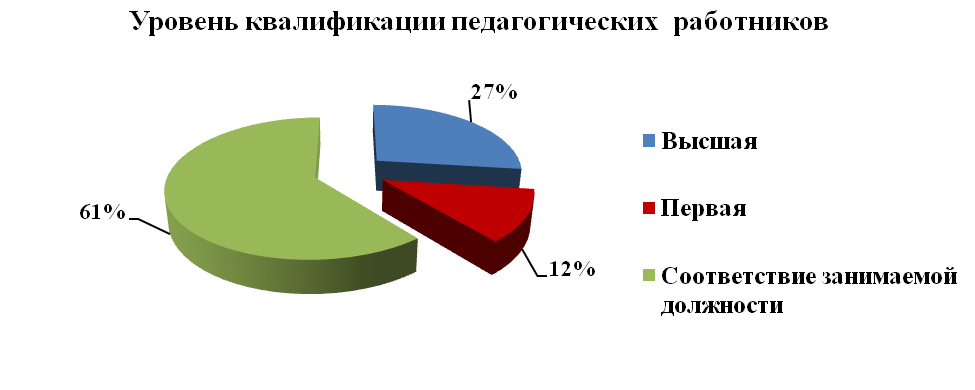 Уровень квалификации педагогических работников
27%
61%
12%
Высшая
Первая
Соответствие занимаемой
должности